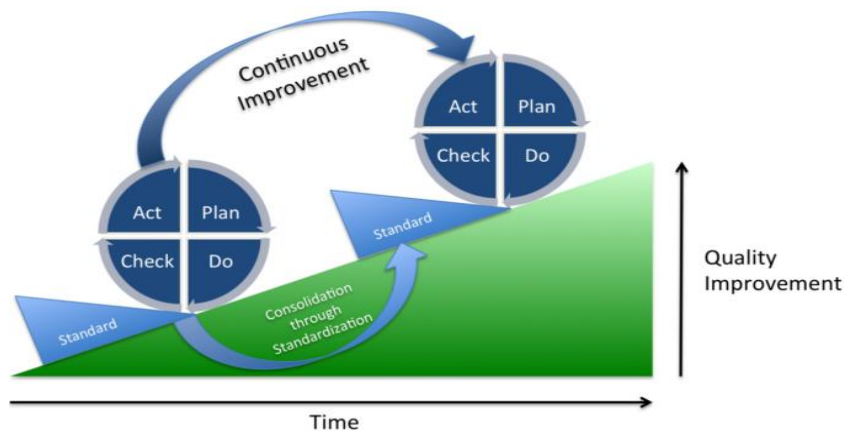 Continuous
Improvement
Act Plan
Check Do
Act Plan
Check Do
Standard
Standard
Consolidation
through
Standardization
Quality
Improvement
Time